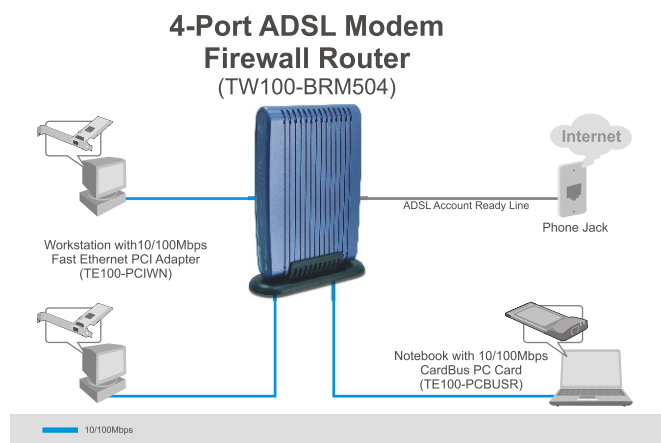 4-Port ADSL Modem
Firewall Router
(TW100-BRM504)
Internet
ADSL Account Ready Line
Phone Jack
Workstation with10/100Mbps
Fast Ethernet PCI Adapter
(TE100-PCIWN)
Notebook with 10/100Mbps
CardBus PC Card
(TE100-PCBUSR)
10/100Mbps